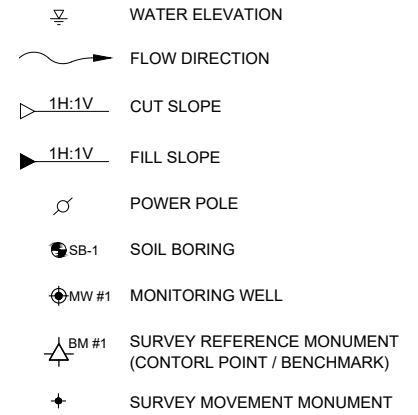 WATER ELEVATION
FLOW DIRECTION
1H:1V CUT SLOPE
1H:1V FILL SLOPE
POWER POLE
SB-1 SOIL BORING
MW #1 MONITORING WELL
BM #1 SURVEY REFERENCE MONUMENT
(CONTORL POINT / BENCHMARK)
SURVEY MOVEMENT MONUMENT